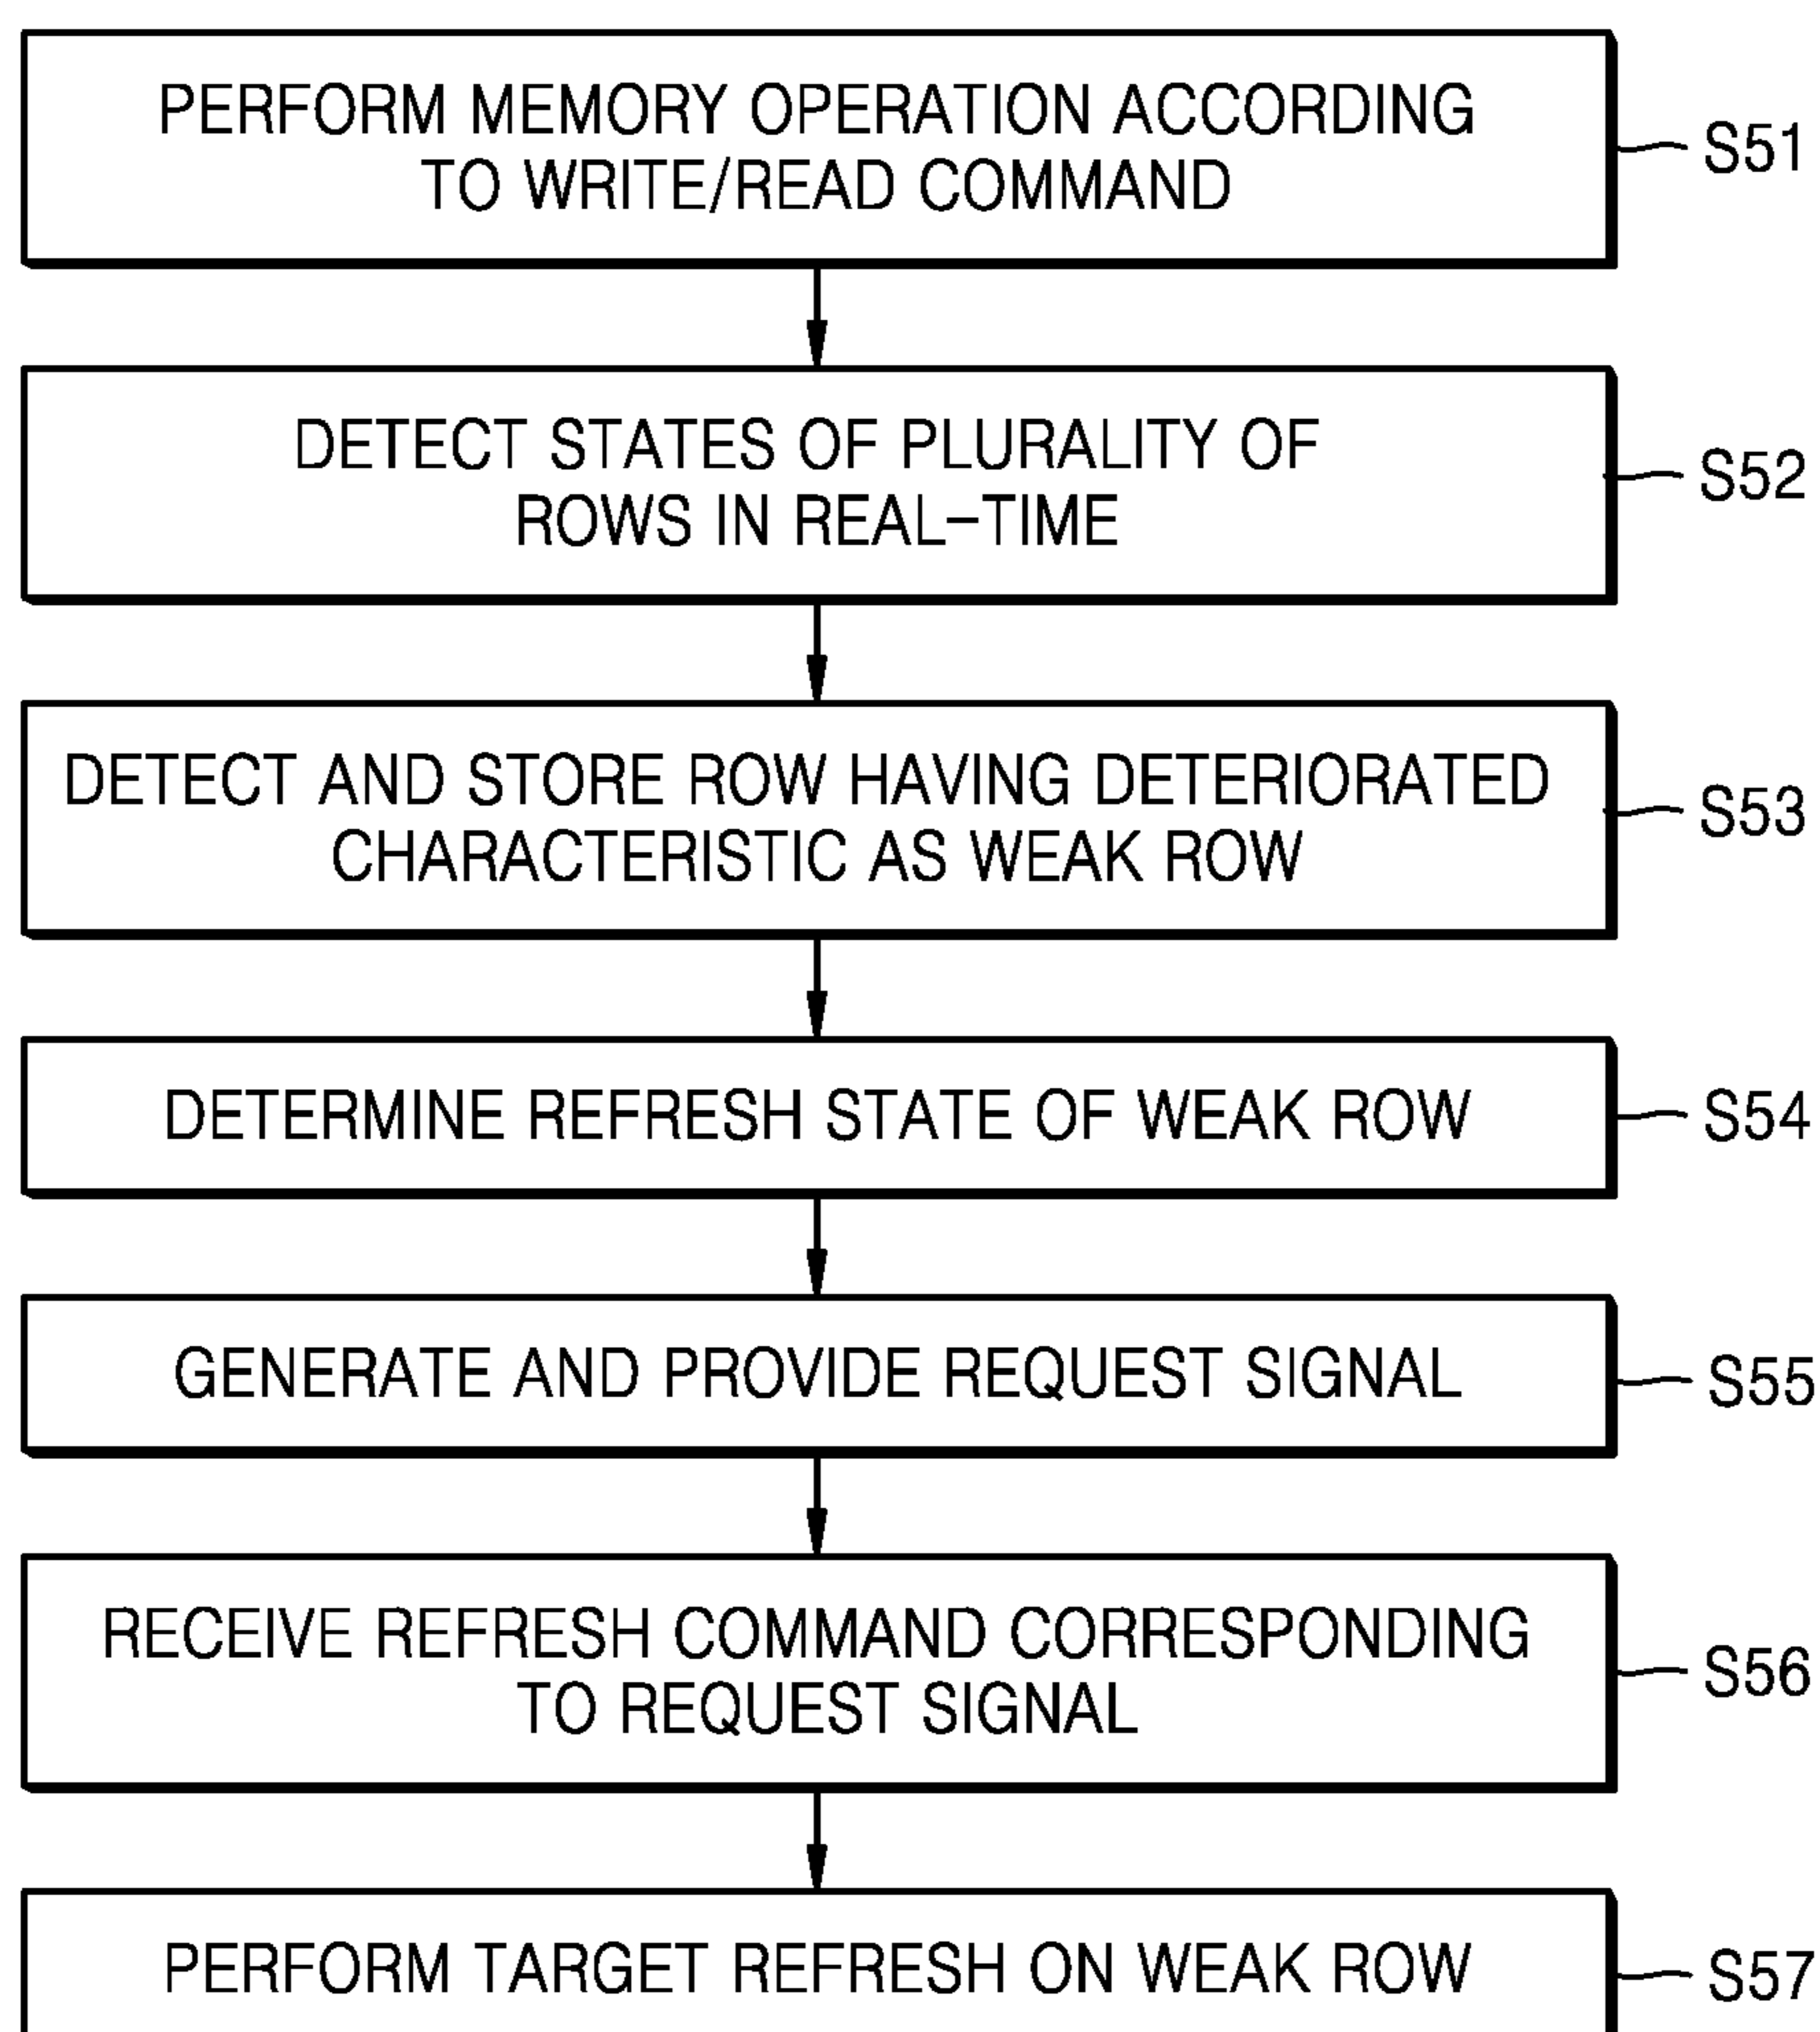 PERFORM MEMORY OPERATION ACCORDING
TO WRITE/READ COMMAND
S51
DETECT STATES OF PLURALITY OF
ROWS IN REAL-TIME
S52
DETECT AND STORE ROW HAVING DETERIORATED
CHARACTERISTIC AS WEAK ROW
S53
DETERMINE REFRESH STATE OF WEAK ROW
S54
GENERATE AND PROVIDE REQUEST SIGNAL
S55
RECEIVE REFRESH COMMAND CORRESPONDING
TO REQUEST SIGNAL
S56
PERFORM TARGET REFRESH ON WEAK ROW
S57